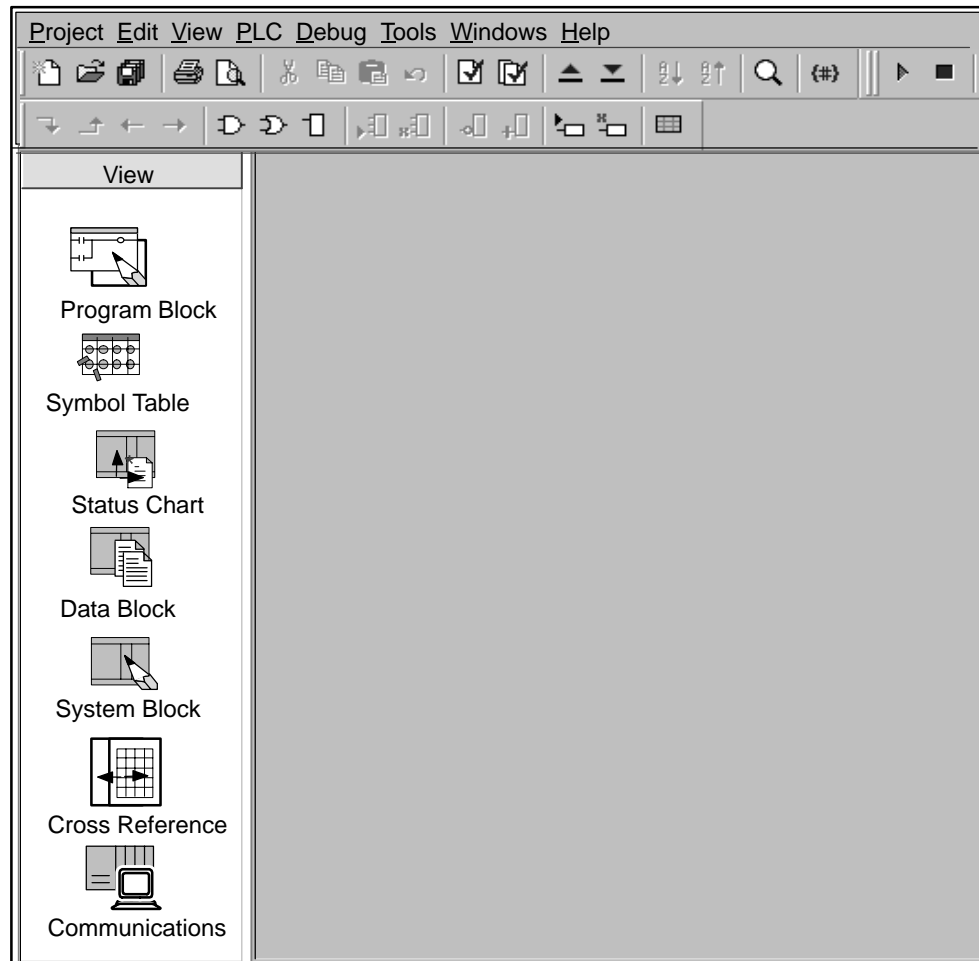 Project Edit View PLC Debug Tools Windows Help
View
Program Block
Symbol Table
Status Chart
Data Block
System Block
Cross Reference
Communications